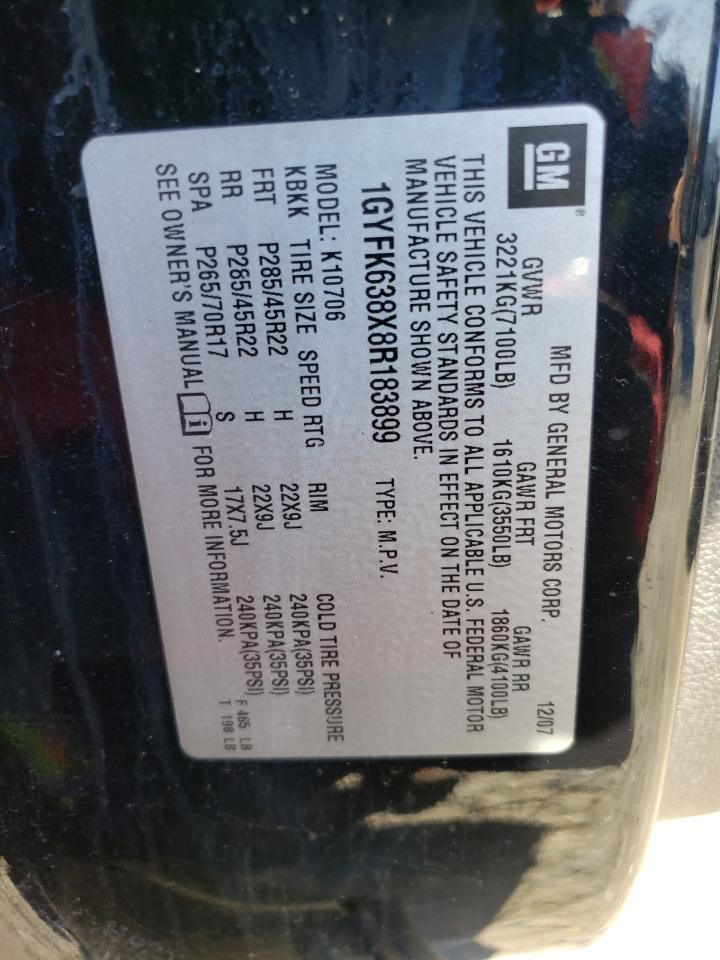 GM®
MFD BY GENERAL MOTORS CORP. 12/07
GVWR GAWR FRT GAWR RR
3221KG(7100LB) 1610KG(3550LB) 1860KG(4100LB)
THIS VEHICLE CONFORMS TO ALL APPLICABLE U.S. FEDERAL MOTOR
VEHICLE SAFETY STANDARDS IN EFFECT ON THE DATE OF
MANUFACTURE SHOWN ABOVE.
1GYFK638X8R183899 TYPE: M.P.V.
MODEL: K10706
KBKK TIRE SIZE SPEED RTG RIM COLD TIRE PRESSURE
FRT P285/45R22 H 22X9J 240KPA(35PSI)
RR P285/45R22 H 22X9J 240KPA(35PSI)
SPA P265/70R17 S 17X7.5J 240KPA(35PSI) F 465 LB
SEE OWNER'S MANUAL i FOR MORE INFORMATION. T 198 LB